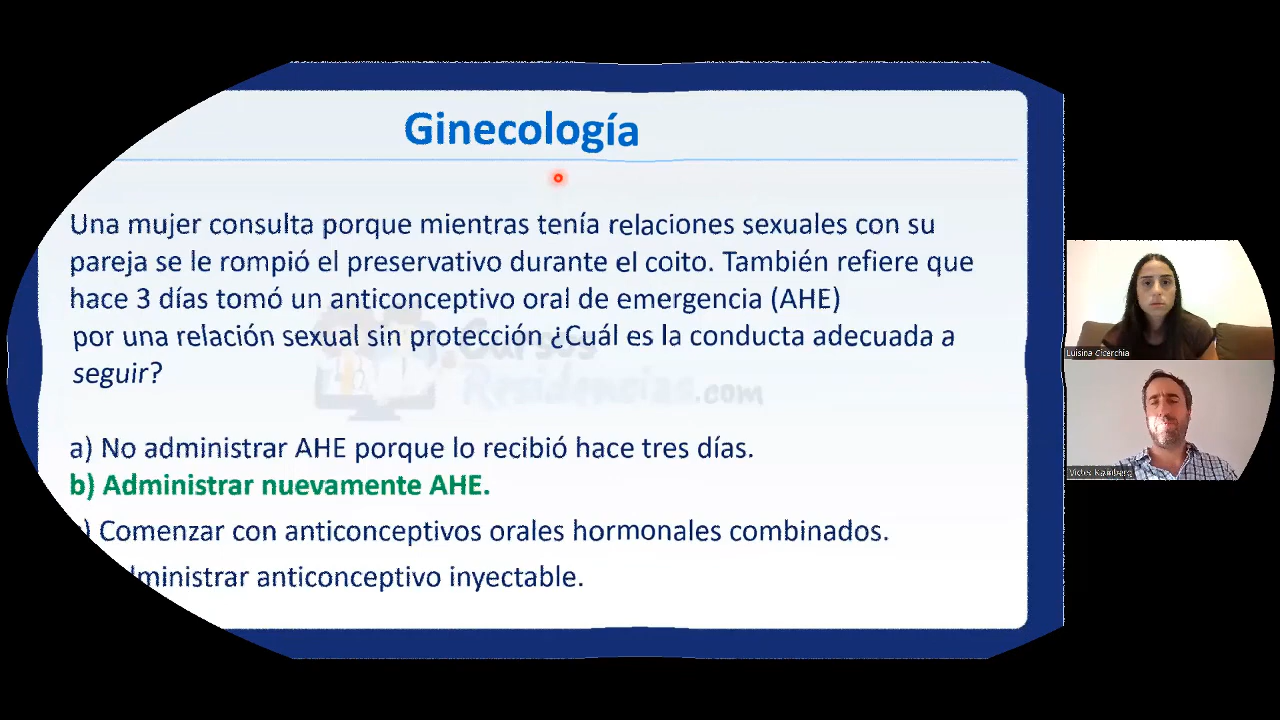 Ginecología
Una mujer consulta porque mientras tenía relaciones sexuales con su
pareja se le rompió el preservativo durante el coito. También refiere que
hace 3 días tomó un anticonceptivo oral de emergencia (AHE)
por una relación sexual sin protección ¿Cuál es la conducta adecuada a
seguir?
Cursos
Residencias.com
a) No administrar AHE porque lo recibió hace tres días.
b) Administrar nuevamente AHE.
) Comenzar con anticonceptivos orales hormonales combinados.
dministrar anticonceptivo inyectable.
Luisina Cicerchia